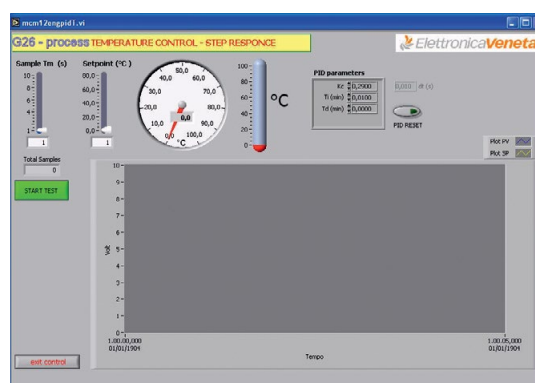 mcm12engpid1.vi
G26 - process TEMPERATURE CONTROL - STEP RESPONCE
ElettronicaVeneta
Sample Tm (s)
10
8
6
4
1
1
Setpoint (°C)
80,0
60,0
40,0
20,0
0,0
1
50,0
40,0
60,0
30,0
70,0
20,0
80,0
10,0
90,0
0,0
100,0
0,0
°C
100
80
60
40
20
0
°C
PID parameters
Kc 0,2900
Ti (min) 0,0100
Td (min) 0,0000
0,000 dt (s)
PID RESET
Plot PV
Plot SP
Total Samples
0
START TEST
Volt
10
9
8
7
6
5
4
3
2
1
0
1.00.00,000
01/01/1904
1.00.05,000
01/01/1904
Tempo
exit control